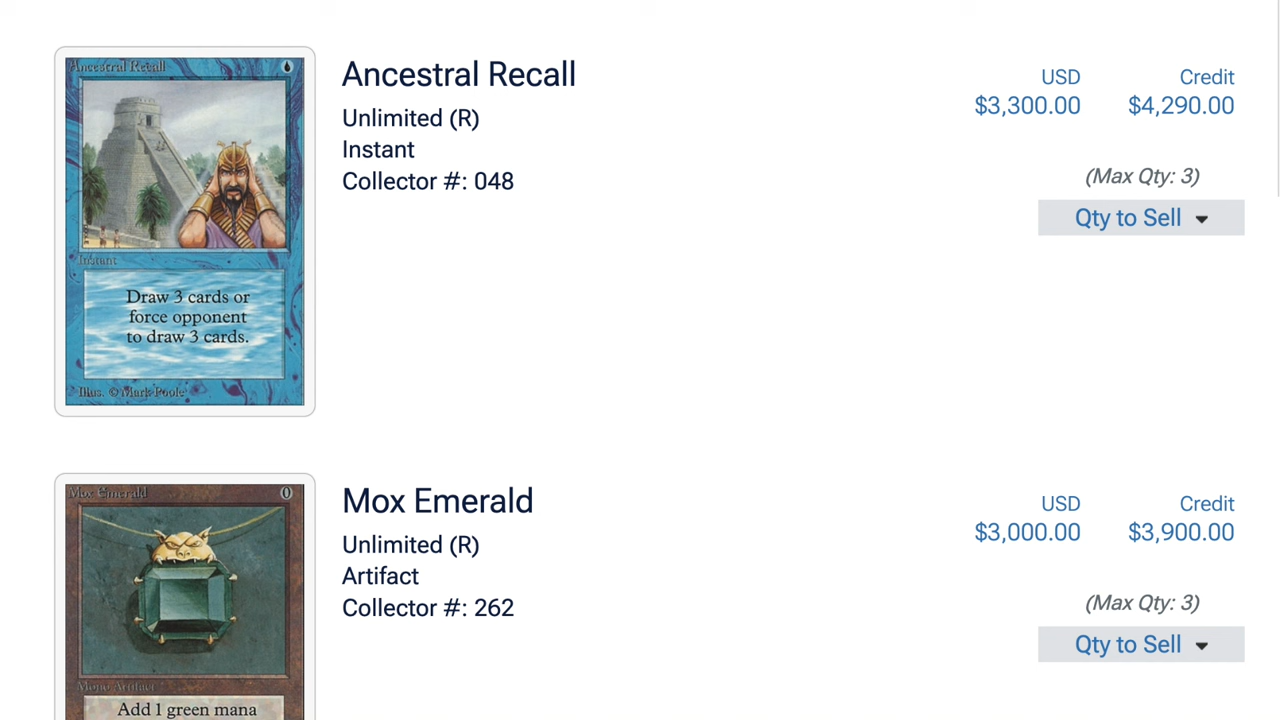 Ancestral Recall
Draw 3 cards or
force opponent
to draw 3 cards.
Instant
Illus. © Mark Poole
Ancestral Recall
Unlimited (R)
Instant
Collector #: 048
USD
$3,300.00
Credit
$4,290.00
(Max Qty: 3)
Qty to Sell
Mox Emerald
0
Mono Artifact
Add 1 green mana
Mox Emerald
Unlimited (R)
Artifact
Collector #: 262
USD
$3,000.00
Credit
$3,900.00
(Max Qty: 3)
Qty to Sell